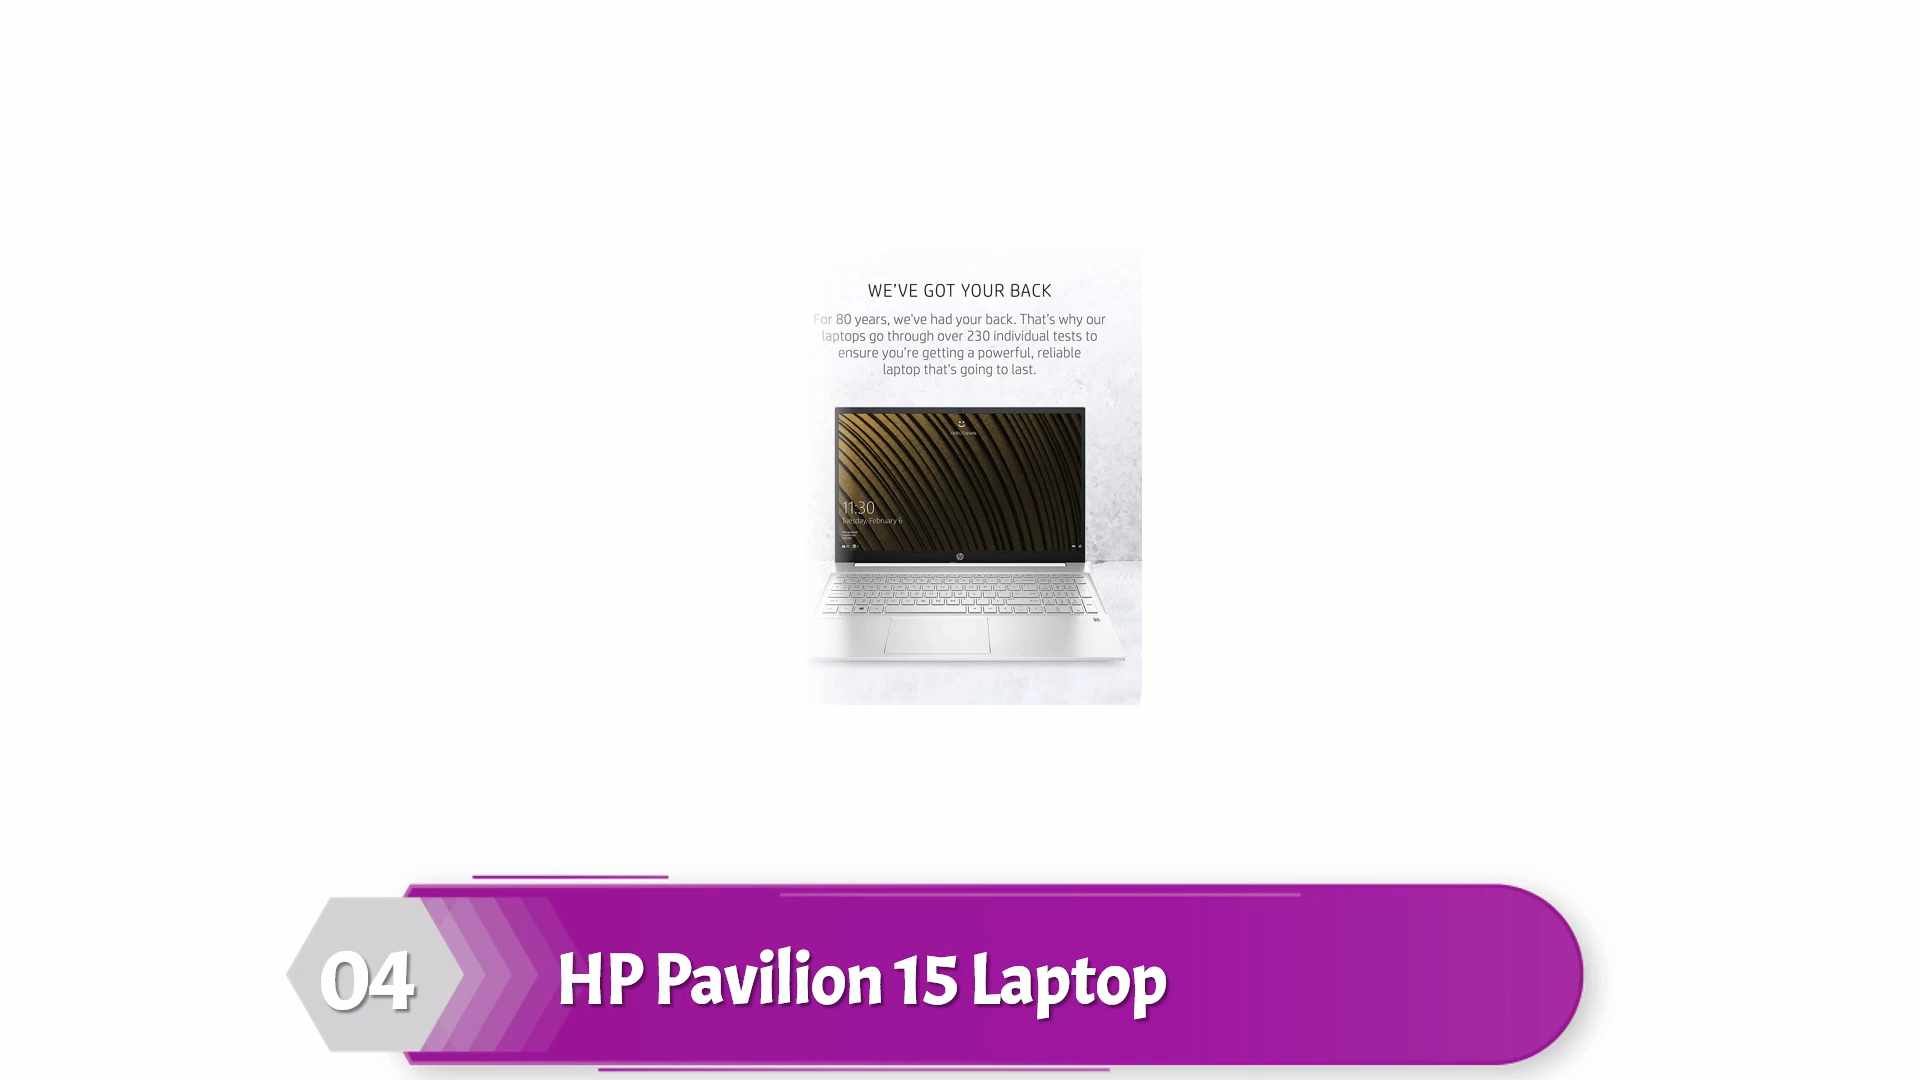 WE'VE GOT YOUR BACK
For 80 years, we've had your back. That's why our
laptops go through over 230 individual tests to
ensure you're getting a powerful, reliable
laptop that's going to last.
11:30
Tuesday, February 6
04
HP Pavilion 15 Laptop